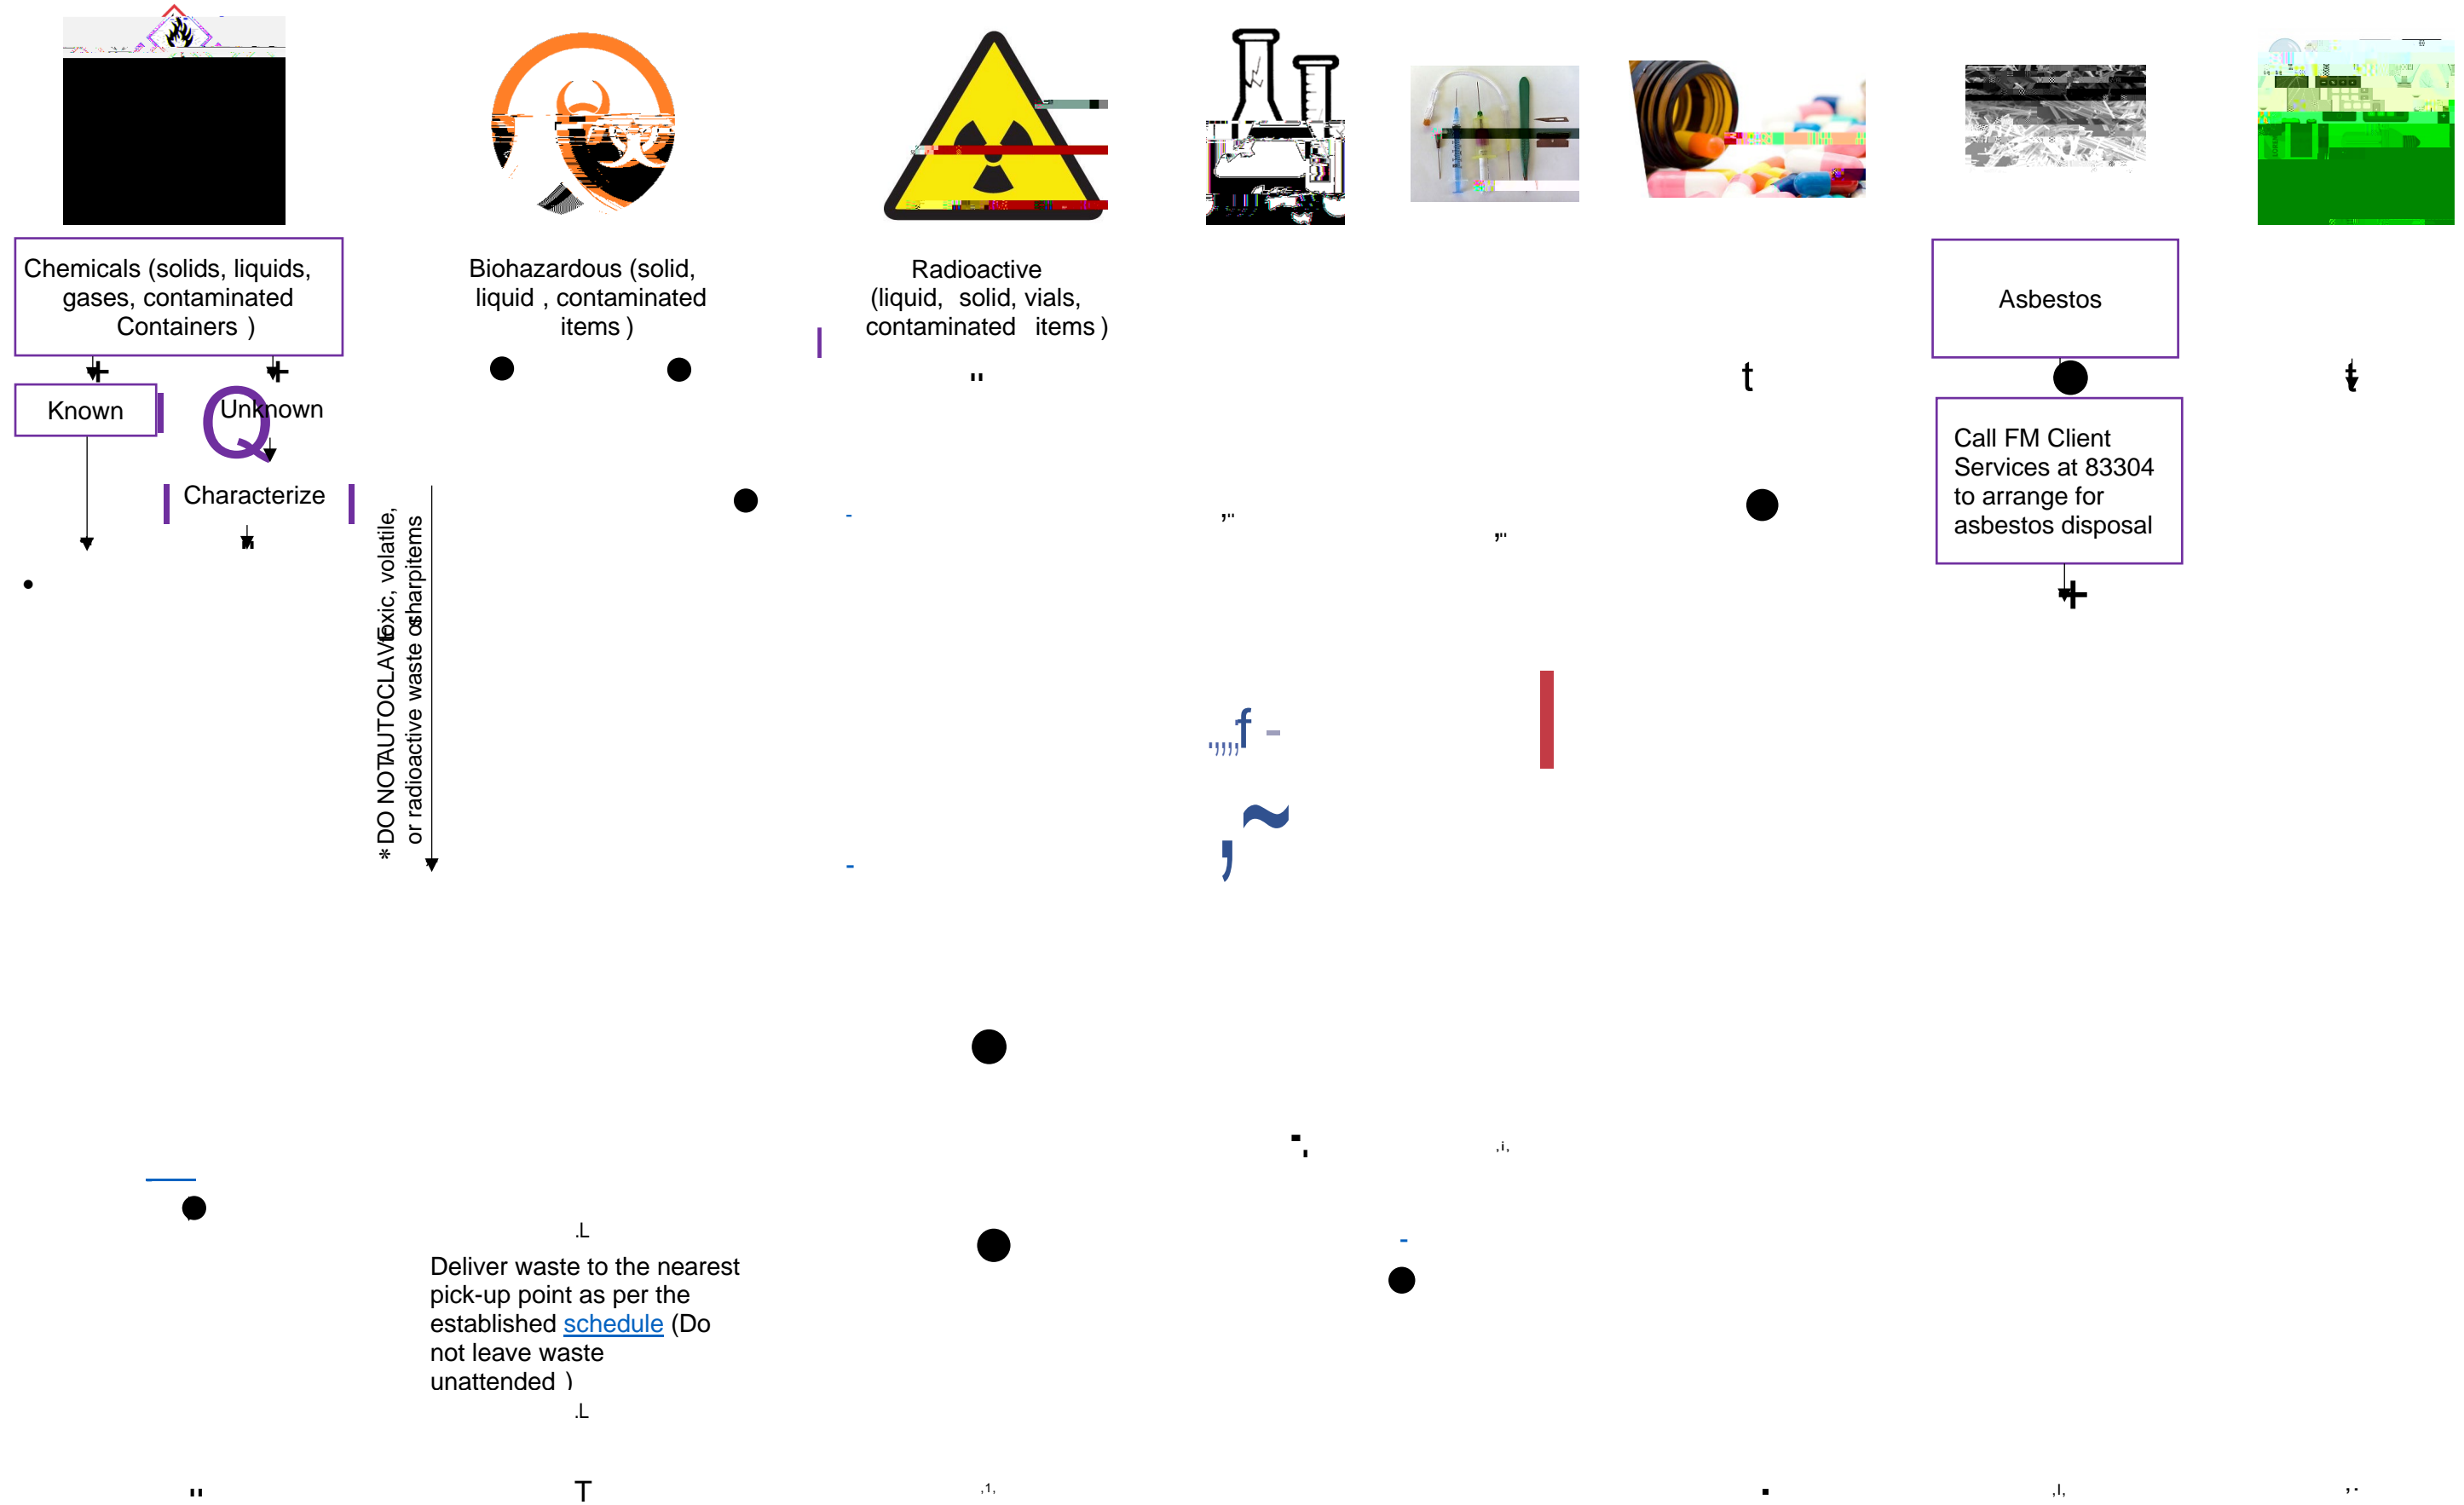 Chemicals (solids, liquids,
gases, contaminated
Containers )
Biohazardous (solid,
liquid , contaminated
items )
Radioactive
(liquid, solid, vials,
contaminated items )
Asbestos
Known
Unknown
Characterize
Call FM Client
Services at 83304
to arrange for
asbestos disposal
*DO NOT AUTOCLAVE toxic, volatile,
or radioactive waste or sharp items
Deliver waste to the nearest
pick-up point as per the
established schedule (Do
not leave waste
unattended )